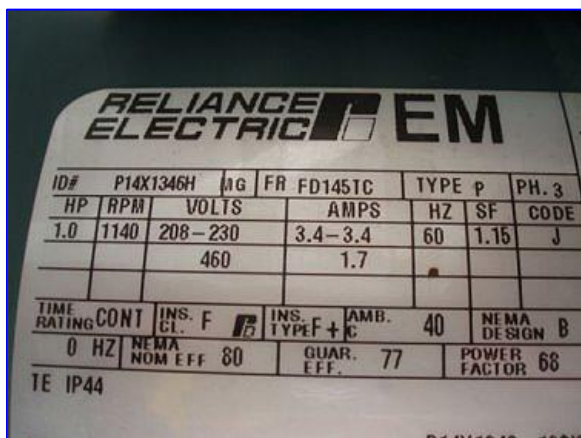 RELIANCE
ELECTRIC EM
ID# P14X1346H AG FR FD145TC TYPE P PH. 3
HP RPM VOLTS AMPS HZ SF CODE
1.0 1140 208-230 3.4-3.4 60 1.15 J
460 1.7
TIME RATING CONT INS. CL. F INS. TYPE F+ AMB. C 40 NEMA DESIGN B
0 HZ NEMA NOM EFF 80 GUAR. EFF. 77 POWER FACTOR 68
TE IP44